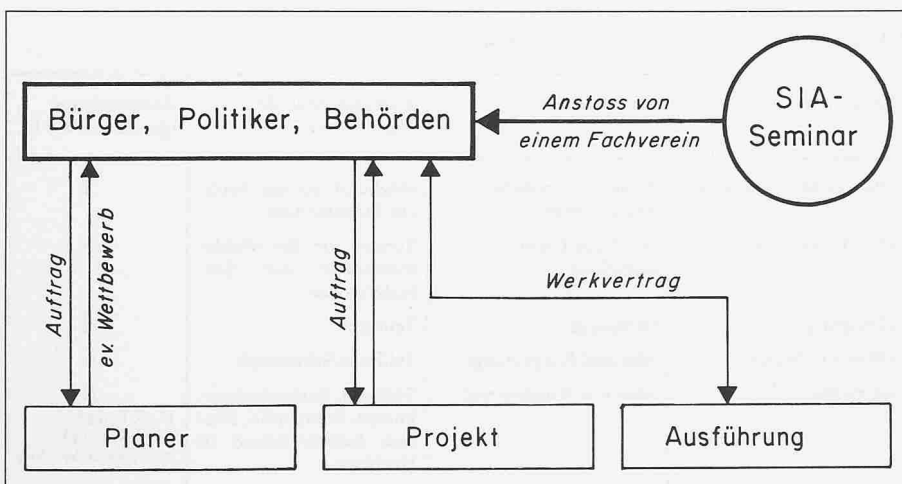 Bürger, Politiker, Behörden
Anstoss von
einem Fachverein
SIA-
Seminar
Auftrag
ev. Wettbewerb
Auftrag
Werkvertrag
Planer
Projekt
Ausführung